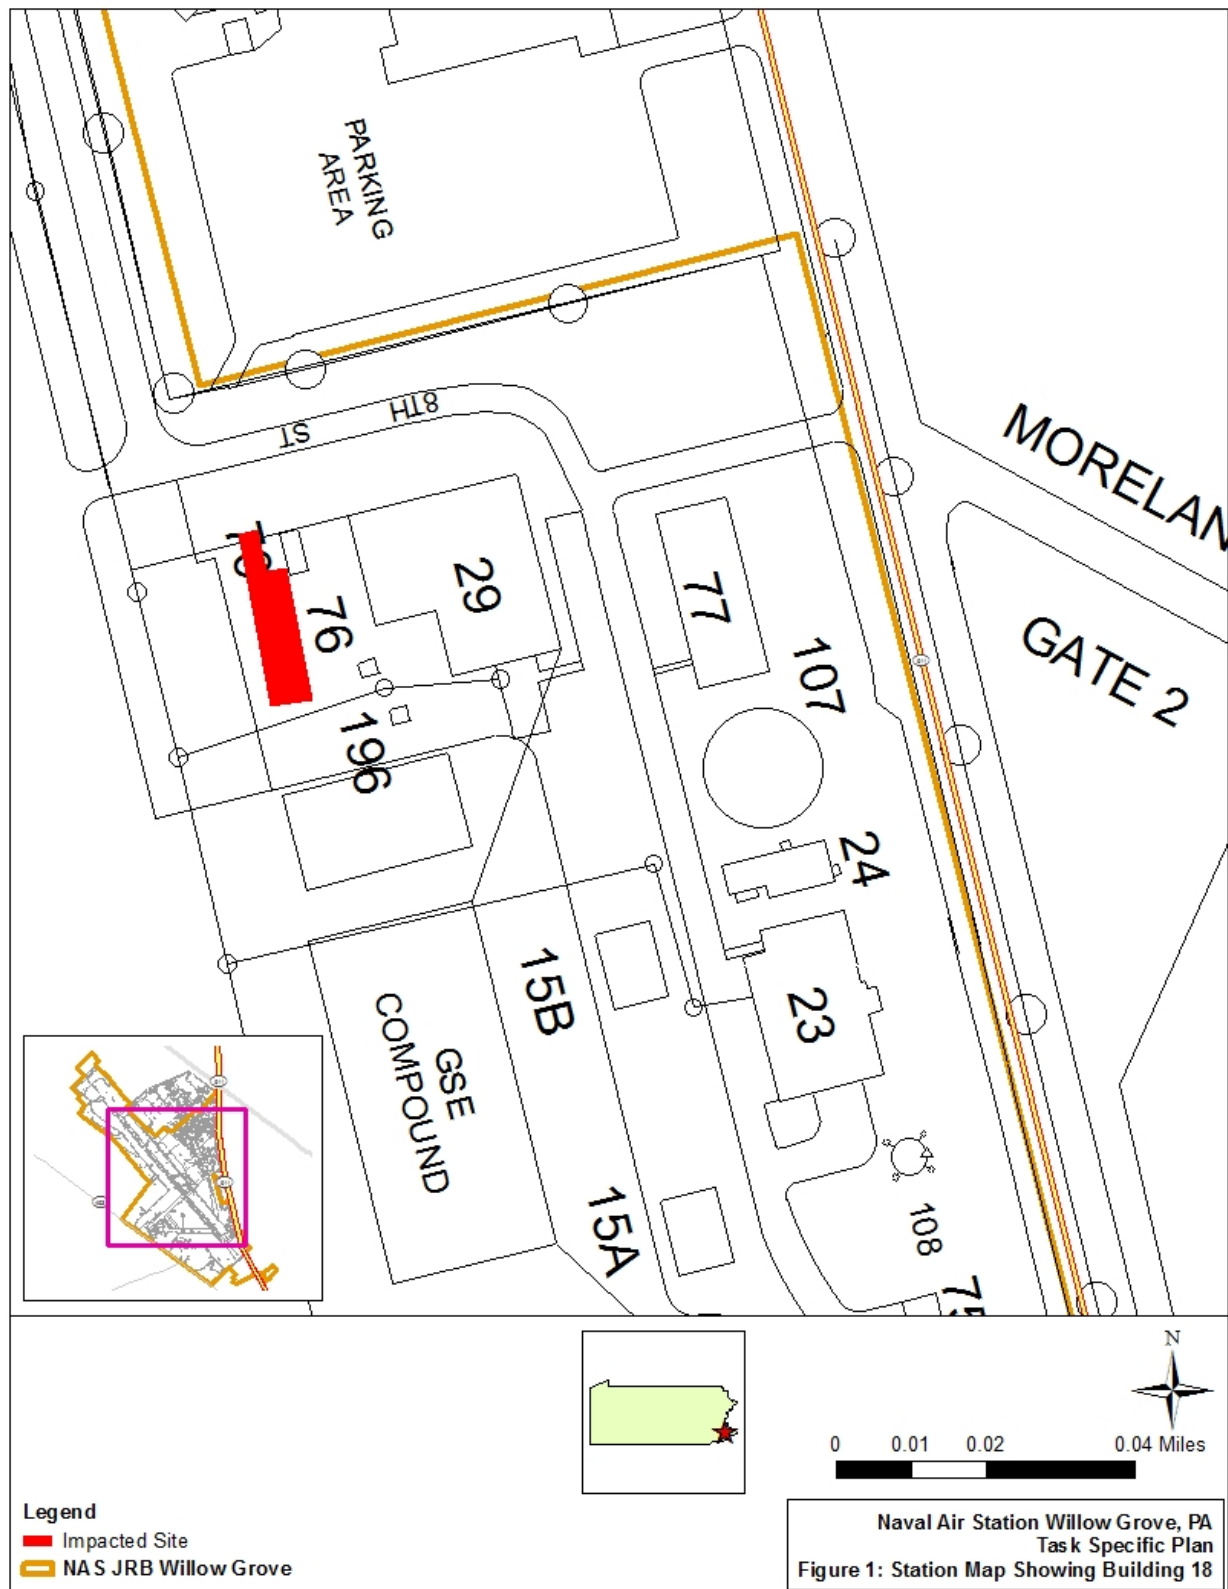 PARKING
AREA
8TH
ST
MORELAN
GATE 2
76
29
77
107
196
24
15B
23
GSE
COMPOUND
15A
108
0
0.01
0.02
0.04 Miles
N
Legend
Impacted Site
NAS JRB Willow Grove
Naval Air Station Willow Grove, PA
Task Specific Plan
Figure 1: Station Map Showing Building 18